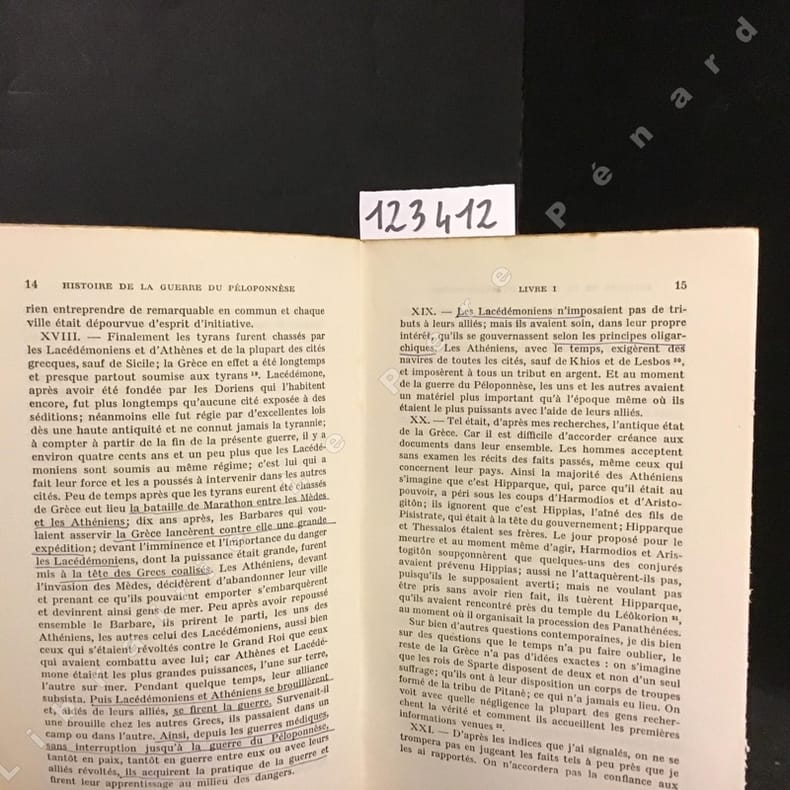 123412
14 HISTOIRE DE LA GUERRE DU PÉLOPONNÈSE
rien entreprendre de remarquable en commun et chaque
ville était dépourvue d'esprit d'initiative.
XVIII. — Finalement les tyrans furent chassés par
les Lacédémoniens et d'Athènes et de la plupart des cités
grecques, sauf de Sicile; la Grèce en effet a été longtemps
et presque partout soumise aux tyrans ¹⁹. Lacédémone,
après avoir été fondée par les Doriens qui l'habitent
encore, fut plus longtemps qu'aucune cité exposée à des
séditions; néanmoins elle fut régie par d'excellentes lois
dès une haute antiquité et ne connut jamais la tyrannie;
à compter à partir de la fin de la présente guerre, il y a
environ quatre cents ans et un peu plus que les Lacédé-
moniens sont soumis au même régime; c'est lui qui a
fait leur force et les a poussés à intervenir dans les autres
cités. Peu de temps après que les tyrans eurent été chassés
de Grèce eut lieu la bataille de Marathon entre les Mèdes
et les Athéniens; dix ans après, les Barbares qui vou-
laient asservir la Grèce lancèrent contre elle une grande
expédition; devant l'imminence et l'importance du danger
les Lacédémoniens, dont la puissance était grande, furent
mis à la tête des Grecs coalisés. Les Athéniens, devant
l'invasion des Mèdes, décidèrent d'abandonner leur ville
et prenant ce qu'ils pouvaient emporter s'embarquèrent
et devinrent ainsi gens de mer. Peu après avoir repoussé
ensemble le Barbare, ils prirent le parti, les uns des
Athéniens, les autres celui des Lacédémoniens, aussi bien
ceux qui s'étaient révoltés contre le Grand Roi que ceux
qui avaient combattu avec lui; car Athènes et Lacédé-
mone étaient les plus grandes puissances, l'une sur terre,
l'autre sur mer. Pendant quelque temps, leur alliance
subsista. Puis Lacédémoniens et Athéniens se brouillèrent
et, aidés de leurs alliés, se firent la guerre. Survenait-il
une brouille chez les autres Grecs, ils passaient dans un
camp ou dans l'autre. Ainsi, depuis les guerres médiques,
sans interruption jusqu'à la guerre du Péloponnèse,
tantôt en paix, tantôt en guerre entre eux ou avec leurs
alliés révoltés, ils acquirent la pratique de la guerre et
firent leur apprentissage au milieu des dangers.
LIVRE I 15
XIX. — Les Lacédémoniens n'imposaient pas de tri-
buts à leurs alliés; mais ils avaient soin, dans leur propre
intérêt, qu'ils se gouvernassent selon les principes oligar-
chiques. Les Athéniens, avec le temps, exigèrent des
navires de toutes les cités, sauf de Khios et de Lesbos ²⁰,
et imposèrent à tous un tribut en argent. Et au moment
de la guerre du Péloponnèse, les uns et les autres avaient
un matériel plus important qu'à l'époque même où ils
étaient le plus puissants avec l'aide de leurs alliés.
XX. — Tel était, d'après mes recherches, l'antique état
de la Grèce. Car il est difficile d'accorder créance aux
documents dans leur ensemble. Les hommes acceptent
sans examen les récits des faits passés, même ceux qui
concernent leur pays. Ainsi la majorité des Athéniens
s'imagine que c'est Hipparque, qui, parce qu'il était au
pouvoir, a péri sous les coups d'Harmodios et d'Aristo-
gitôn; ils ignorent que c'est Hippias, l'aîné des fils de
Pisistrate, qui était à la tête du gouvernement; Hipparque
et Thessalos étaient ses frères. Le jour proposé pour le
meurtre et au moment même d'agir, Harmodios et Aris-
togitôn soupçonnèrent que quelques-uns des conjurés
avaient prévenu Hippias; aussi ne l'attaquèrent-ils pas,
puisqu'ils le supposaient averti; mais ne voulant pas
être pris sans avoir rien fait, ils tuèrent Hipparque,
qu'ils avaient rencontré près du temple du Léôkorion ²¹,
au moment où il organisait la procession des Panathénées.
Sur bien d'autres questions contemporaines, je dis bien
sur des questions que le temps n'a pu faire oublier, le
reste de la Grèce n'a pas d'idées exactes : on s'imagine
que les rois de Sparte disposent de deux et non d'un seul
suffrage; qu'ils ont à leur disposition un corps de troupes
formé de la tribu de Pitanè; ce qui n'a jamais eu lieu. On
voit avec quelle négligence la plupart des gens recher-
chent la vérité et comment ils accueillent les premières
informations venues ²².
XXI. — D'après les indices que j'ai signalés, on ne se
trompera pas en jugeant les faits tels à peu près que je
les ai rapportés. On n'accordera pas la confiance aux